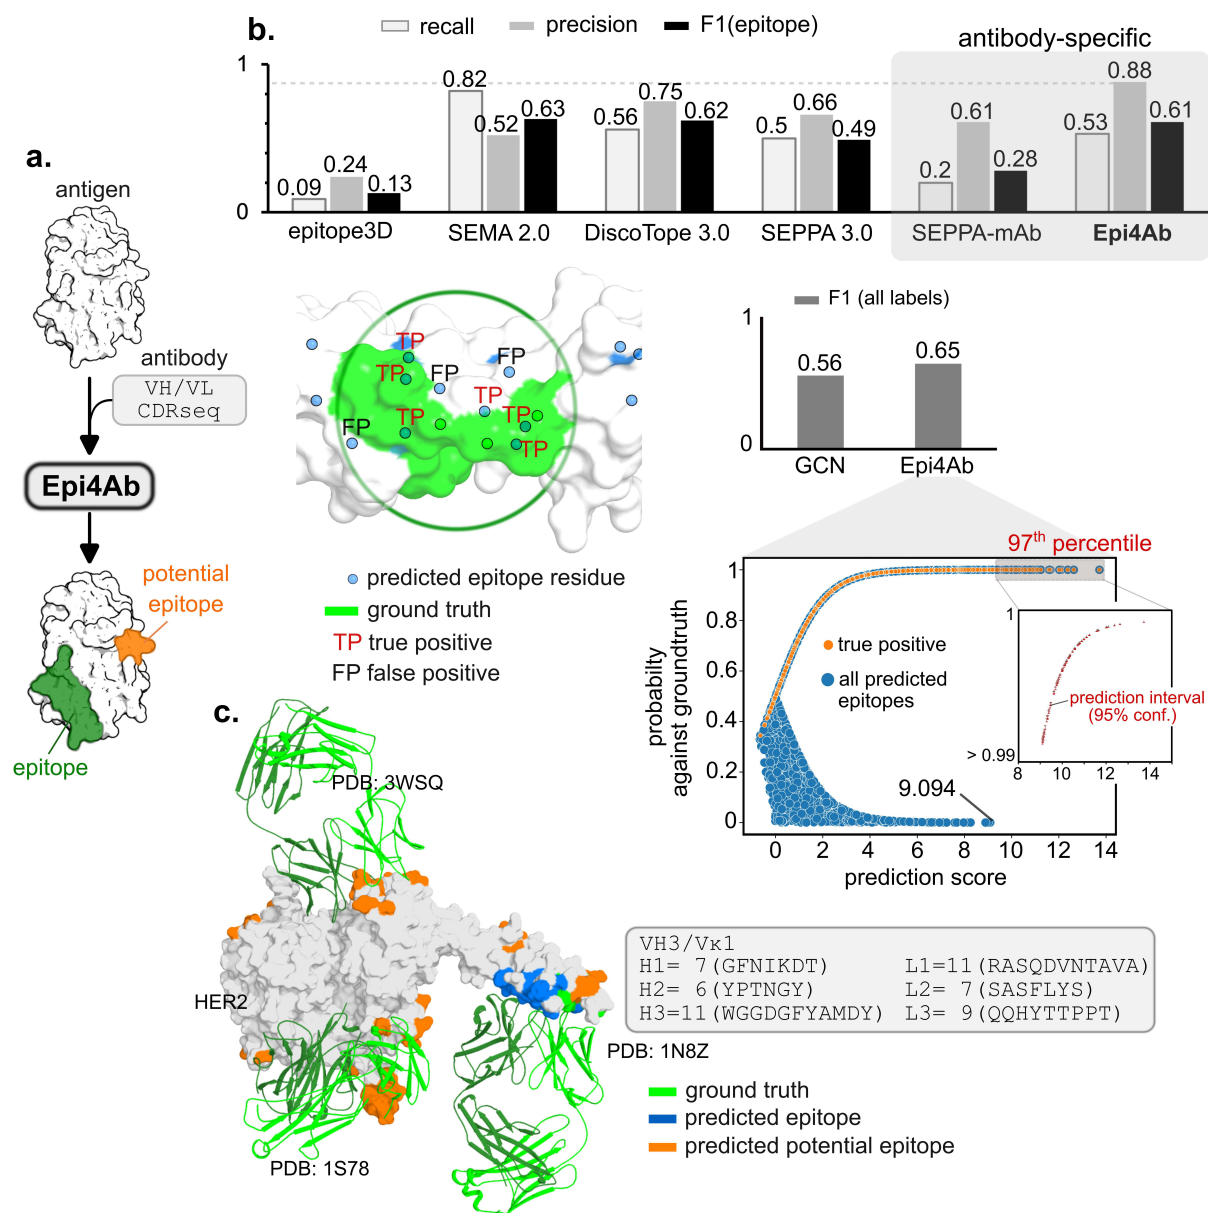 b.
recall
precision
F1(epitope)
antibody-specific
1
0
0.09
0.24
0.13
0.82
0.52
0.63
0.56
0.75
0.62
0.5
0.66
0.49
0.2
0.61
0.28
0.53
0.88
0.61
epitope3D
SEMA 2.0
DiscoTope 3.0
SEPPA 3.0
SEPPA-mAb
Epi4Ab
a.
antigen
antibody
VH/VL
CDRseq
Epi4Ab
potential
epitope
epitope
TP
TP
FP
FP
TP
TP
TP
FP
TP
predicted epitope residue
ground truth
TP true positive
FP false positive
F1 (all labels)
1
0
0.56
0.65
GCN
Epi4Ab
97th percentile
probabilty
against groundtruth
1
0.8
0.6
0.4
0.2
0
true positive
all predicted
epitopes
9.094
0
2
4
6
8
10
12
14
prediction score
1
> 0.99
prediction interval
(95% conf.)
8
10
12
14
c.
PDB: 3WSQ
HER2
PDB: 1S78
PDB: 1N8Z
VH3/Vκ1
H1= 7(GFNIKDT) L1=11(RASQDVNTAVA)
H2= 6(YPTNGY) L2= 7(SASFLYS)
H3=11(WGGDGFYAMDY) L3= 9(QQHYTTPPT)
ground truth
predicted epitope
predicted potential epitope